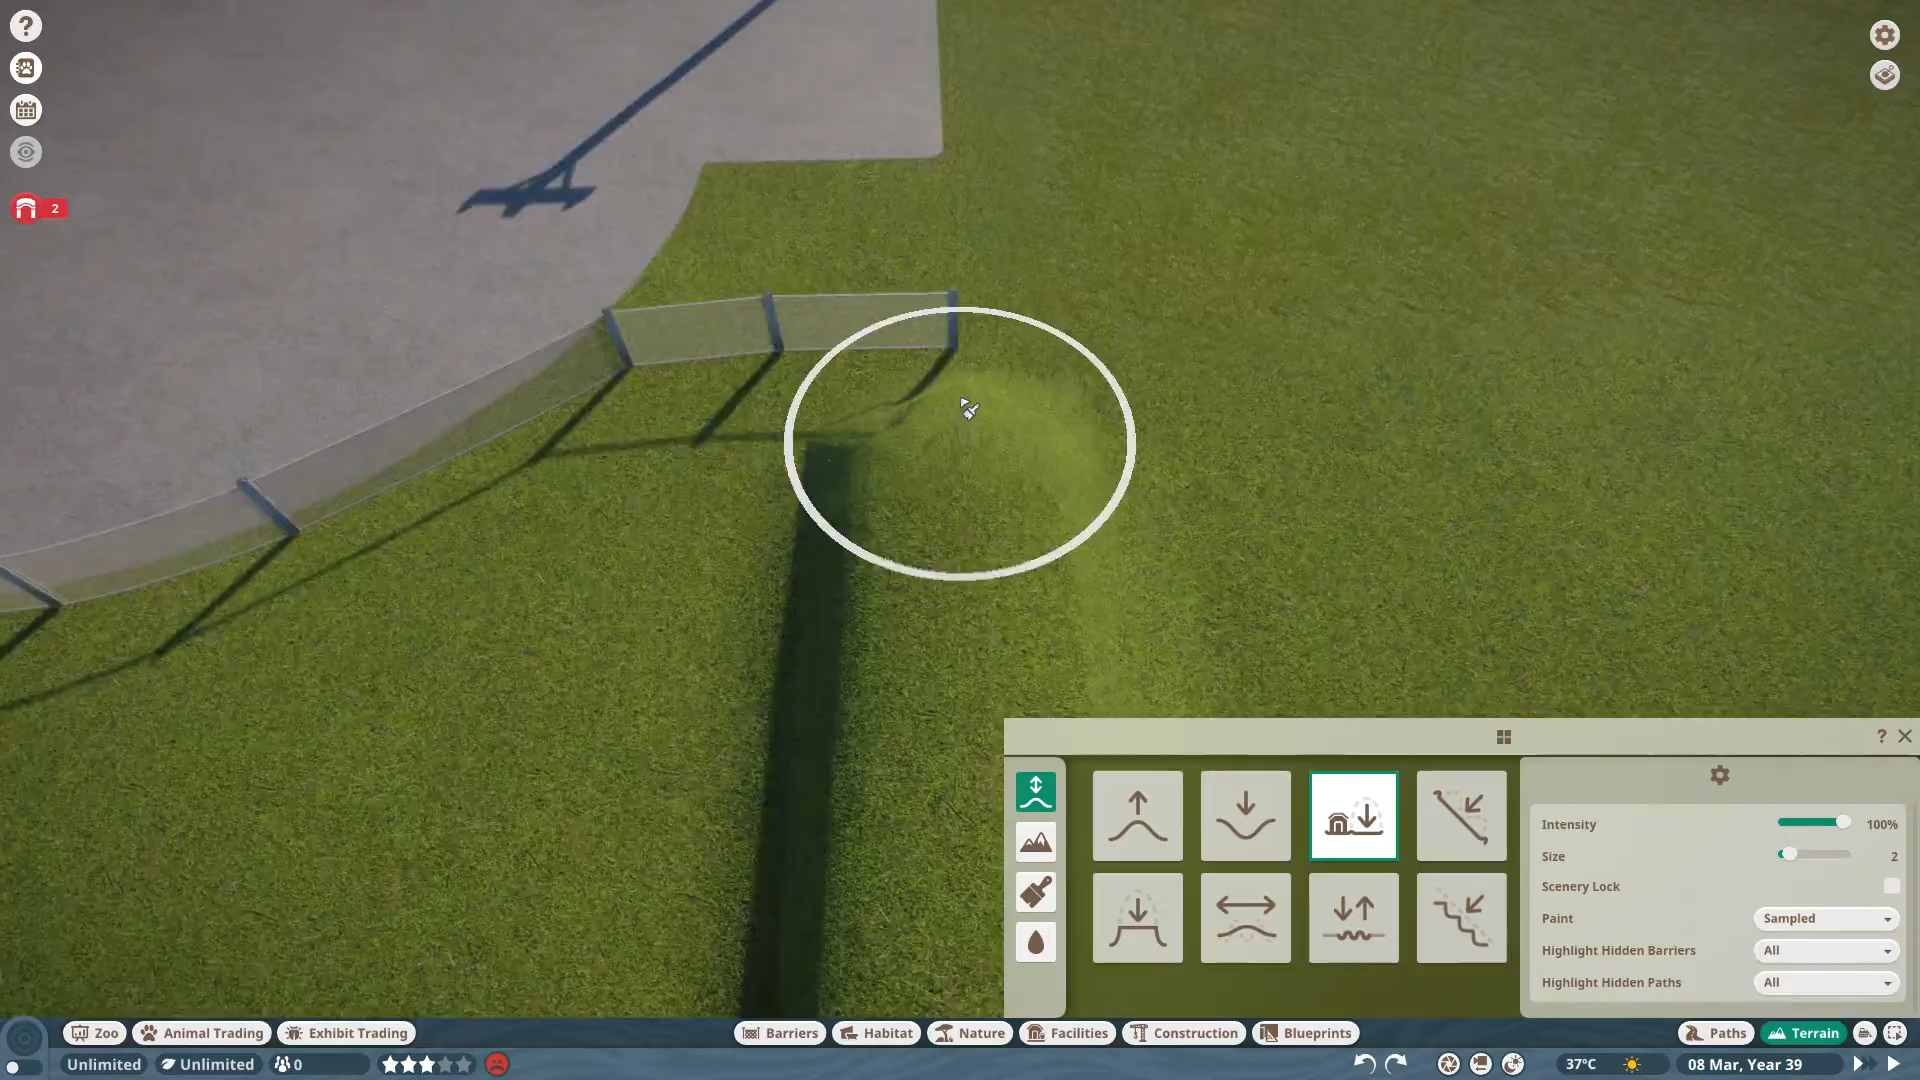 ?
2
?
Intensity 100%
Size 2
Scenery Lock
Paint Sampled
Highlight Hidden Barriers All
Highlight Hidden Paths All
Zoo Animal Trading Exhibit Trading Barriers Habitat Nature Facilities Construction Blueprints Paths Terrain
Unlimited Unlimited 0 37°C 08 Mar, Year 39